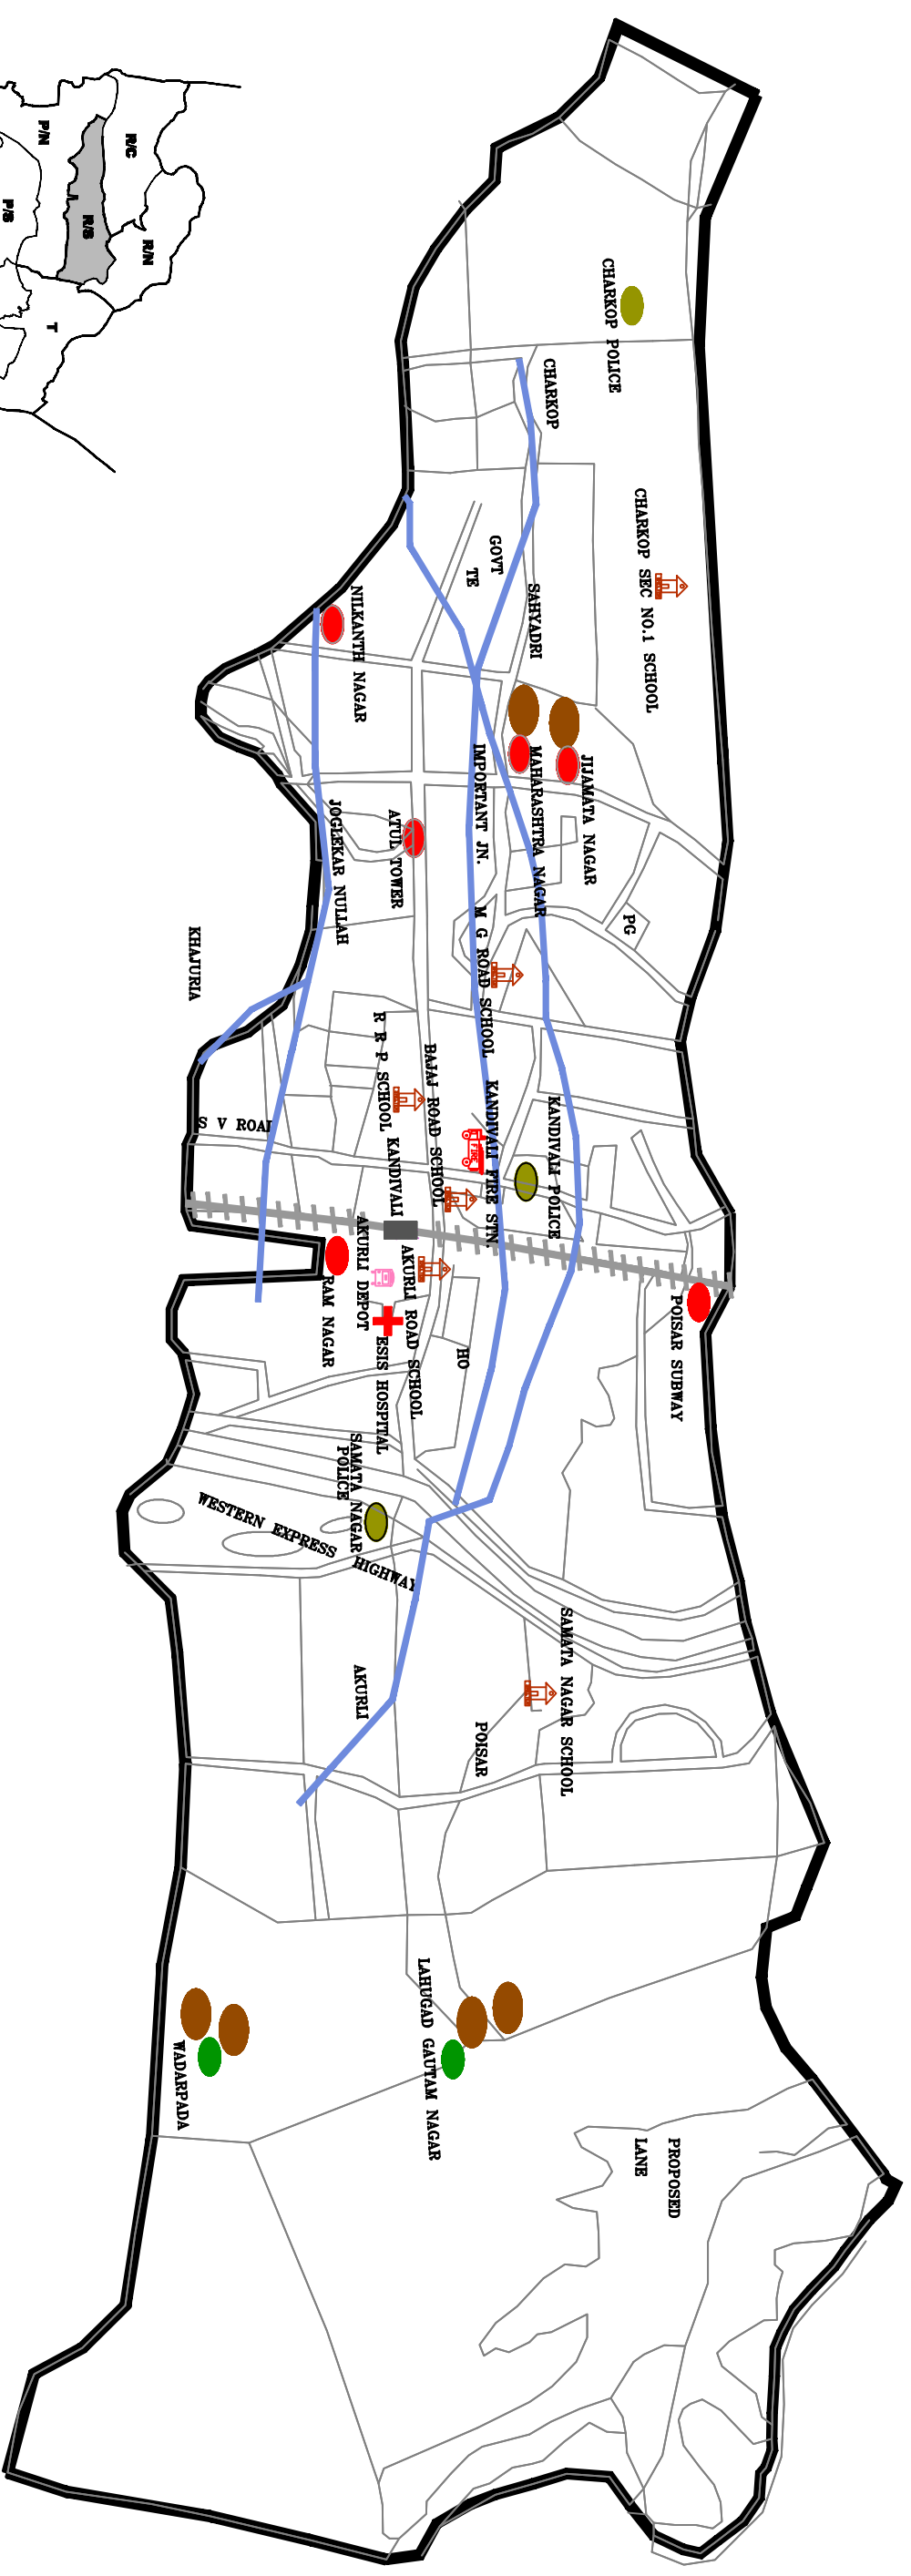 R/C
P/N
R/S
R/N
P/S
T
CHARKOP POLICE
CHARKOP
CHARKOP SEC NO.1 SCHOOL
GOVT
TE
SAHYADRI
NILKANTH NAGAR
IMPORTANT JN.
MAHARASHTRA NAGAR
JIJAMATA NAGAR
JOGLEKAR NULLAH
ATUL TOWER
PG
M G ROAD SCHOOL
KHAJURIA
R R P SCHOOL
BAJAJ ROAD SCHOOL
KANDIVALI FIRE STN.
FIRE
KANDIVALI POLICE
S V ROAD
KANDIVALI
AKURLI DEPOT
AKURLI ROAD SCHOOL
RAM NAGAR
ESIS HOSPITAL
HO
POISAR SUBWAY
SAMATA NAGAR
POLICE
WESTERN EXPRESS HIGHWAY
SAMATA NAGAR SCHOOL
AKURLI
POISAR
LAHUGAD GAUTAM NAGAR
WADARPADA
PROPOSED
LANE